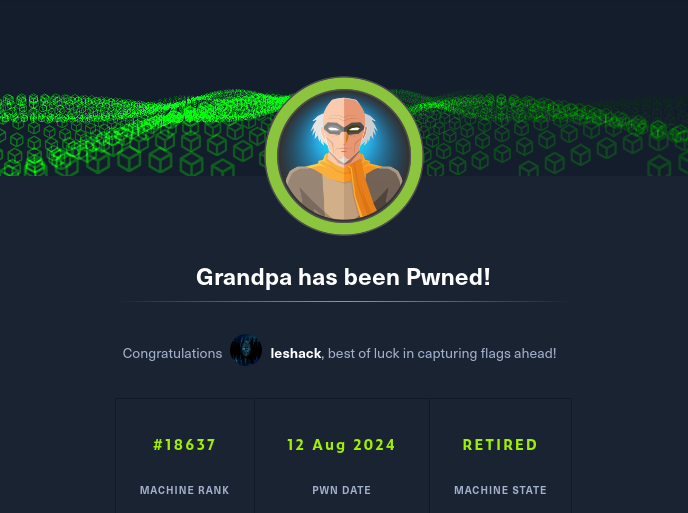 Grandpa has been Pwned!
Congratulations leshack, best of luck in capturing flags ahead!
#18637 12 Aug 2024 RETIRED
MACHINE RANK PWN DATE MACHINE STATE